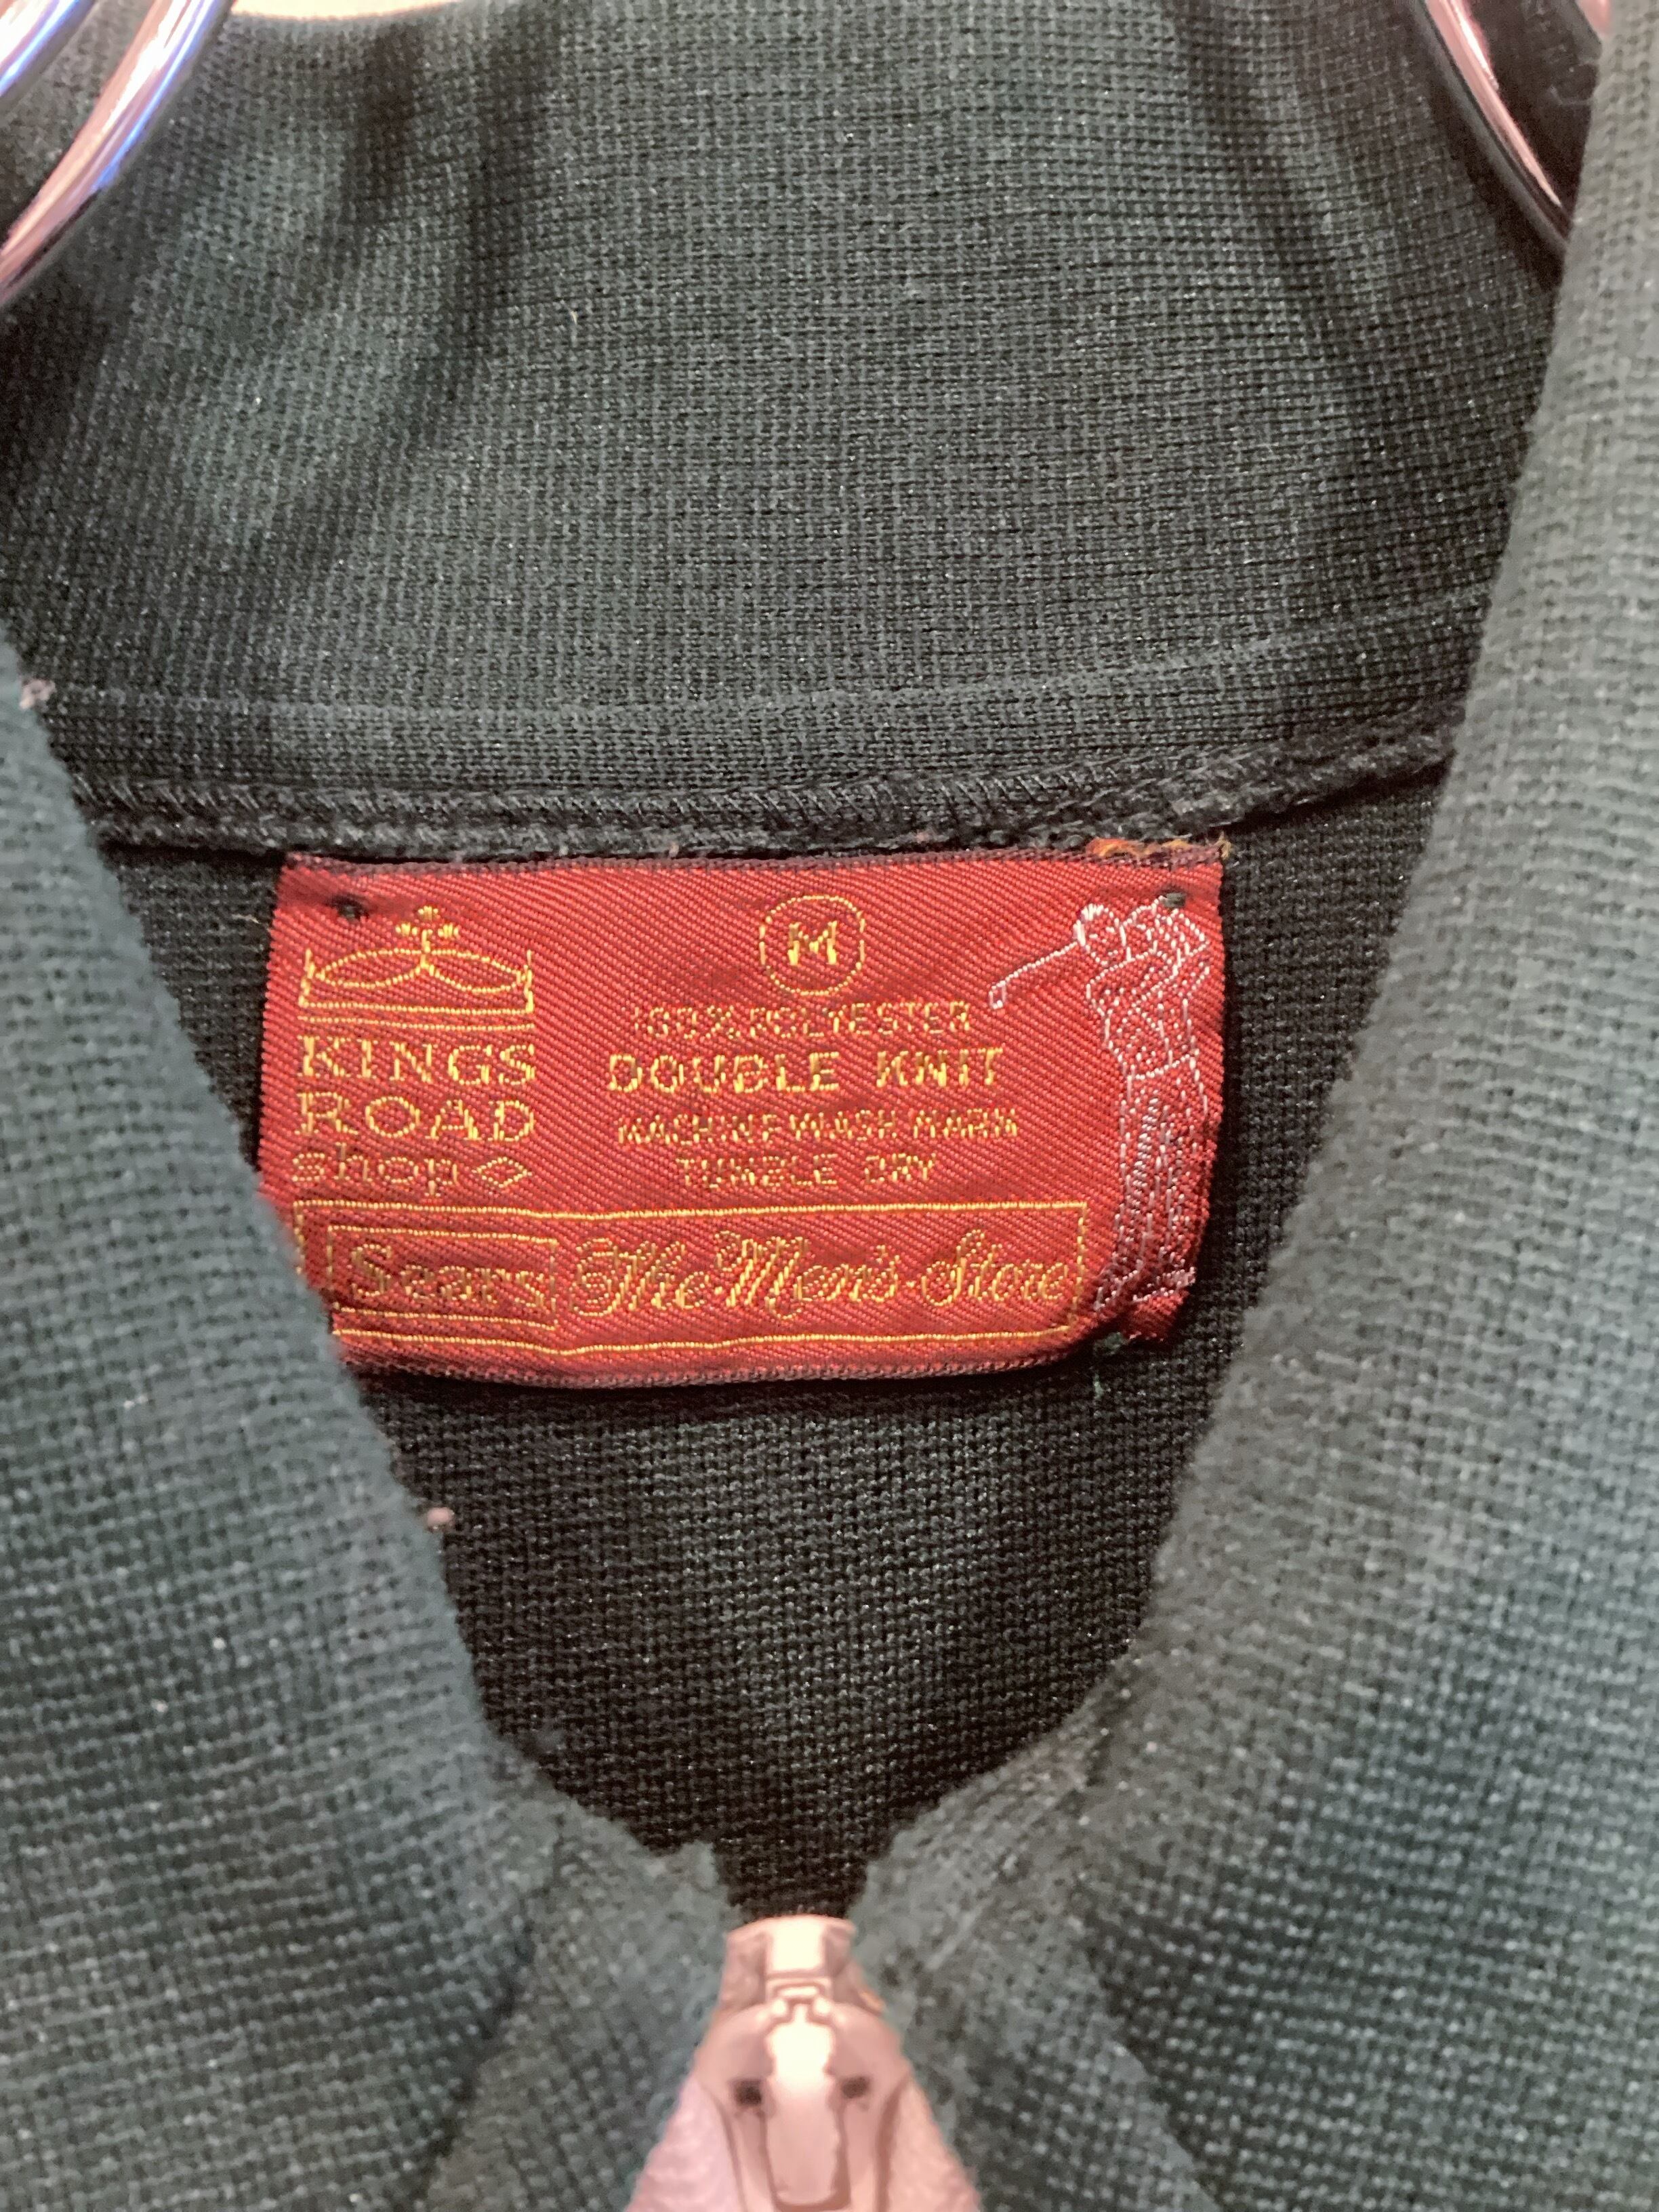 KINGS
ROAD
shop
M
100% POLYESTER
DOUBLE KNIT
MACHINE WASH WARM
TUMBLE DRY
Sears The Men's Store